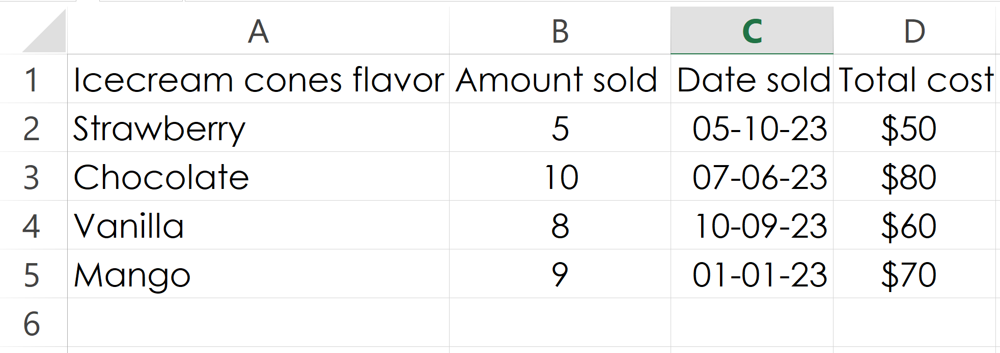 A B C D
1 Icecream cones flavor Amount sold Date sold Total cost
2 Strawberry 5 05-10-23 $50
3 Chocolate 10 07-06-23 $80
4 Vanilla 8 10-09-23 $60
5 Mango 9 01-01-23 $70
6